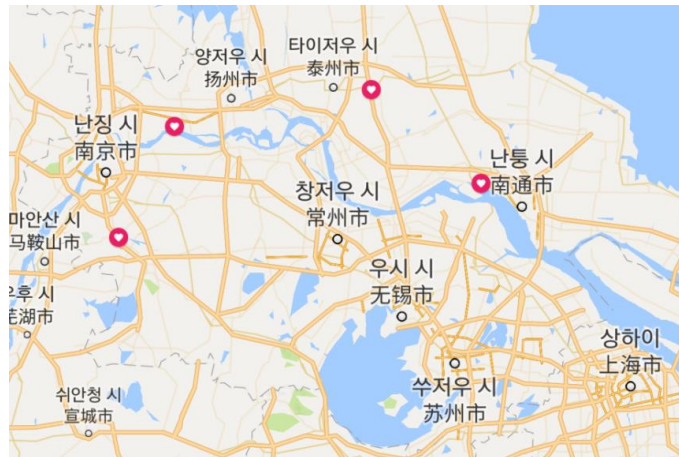 양저우 시
扬州市
타이저우 시
泰州市
난징 시
南京市
난퉁 시
南通市
창저우 시
常州市
마안산 시
马鞍山市
우시 시
无锡市
우후 시
芜湖市
상하이
上海市
쑤저우 시
苏州市
쉬안청 시
宣城市